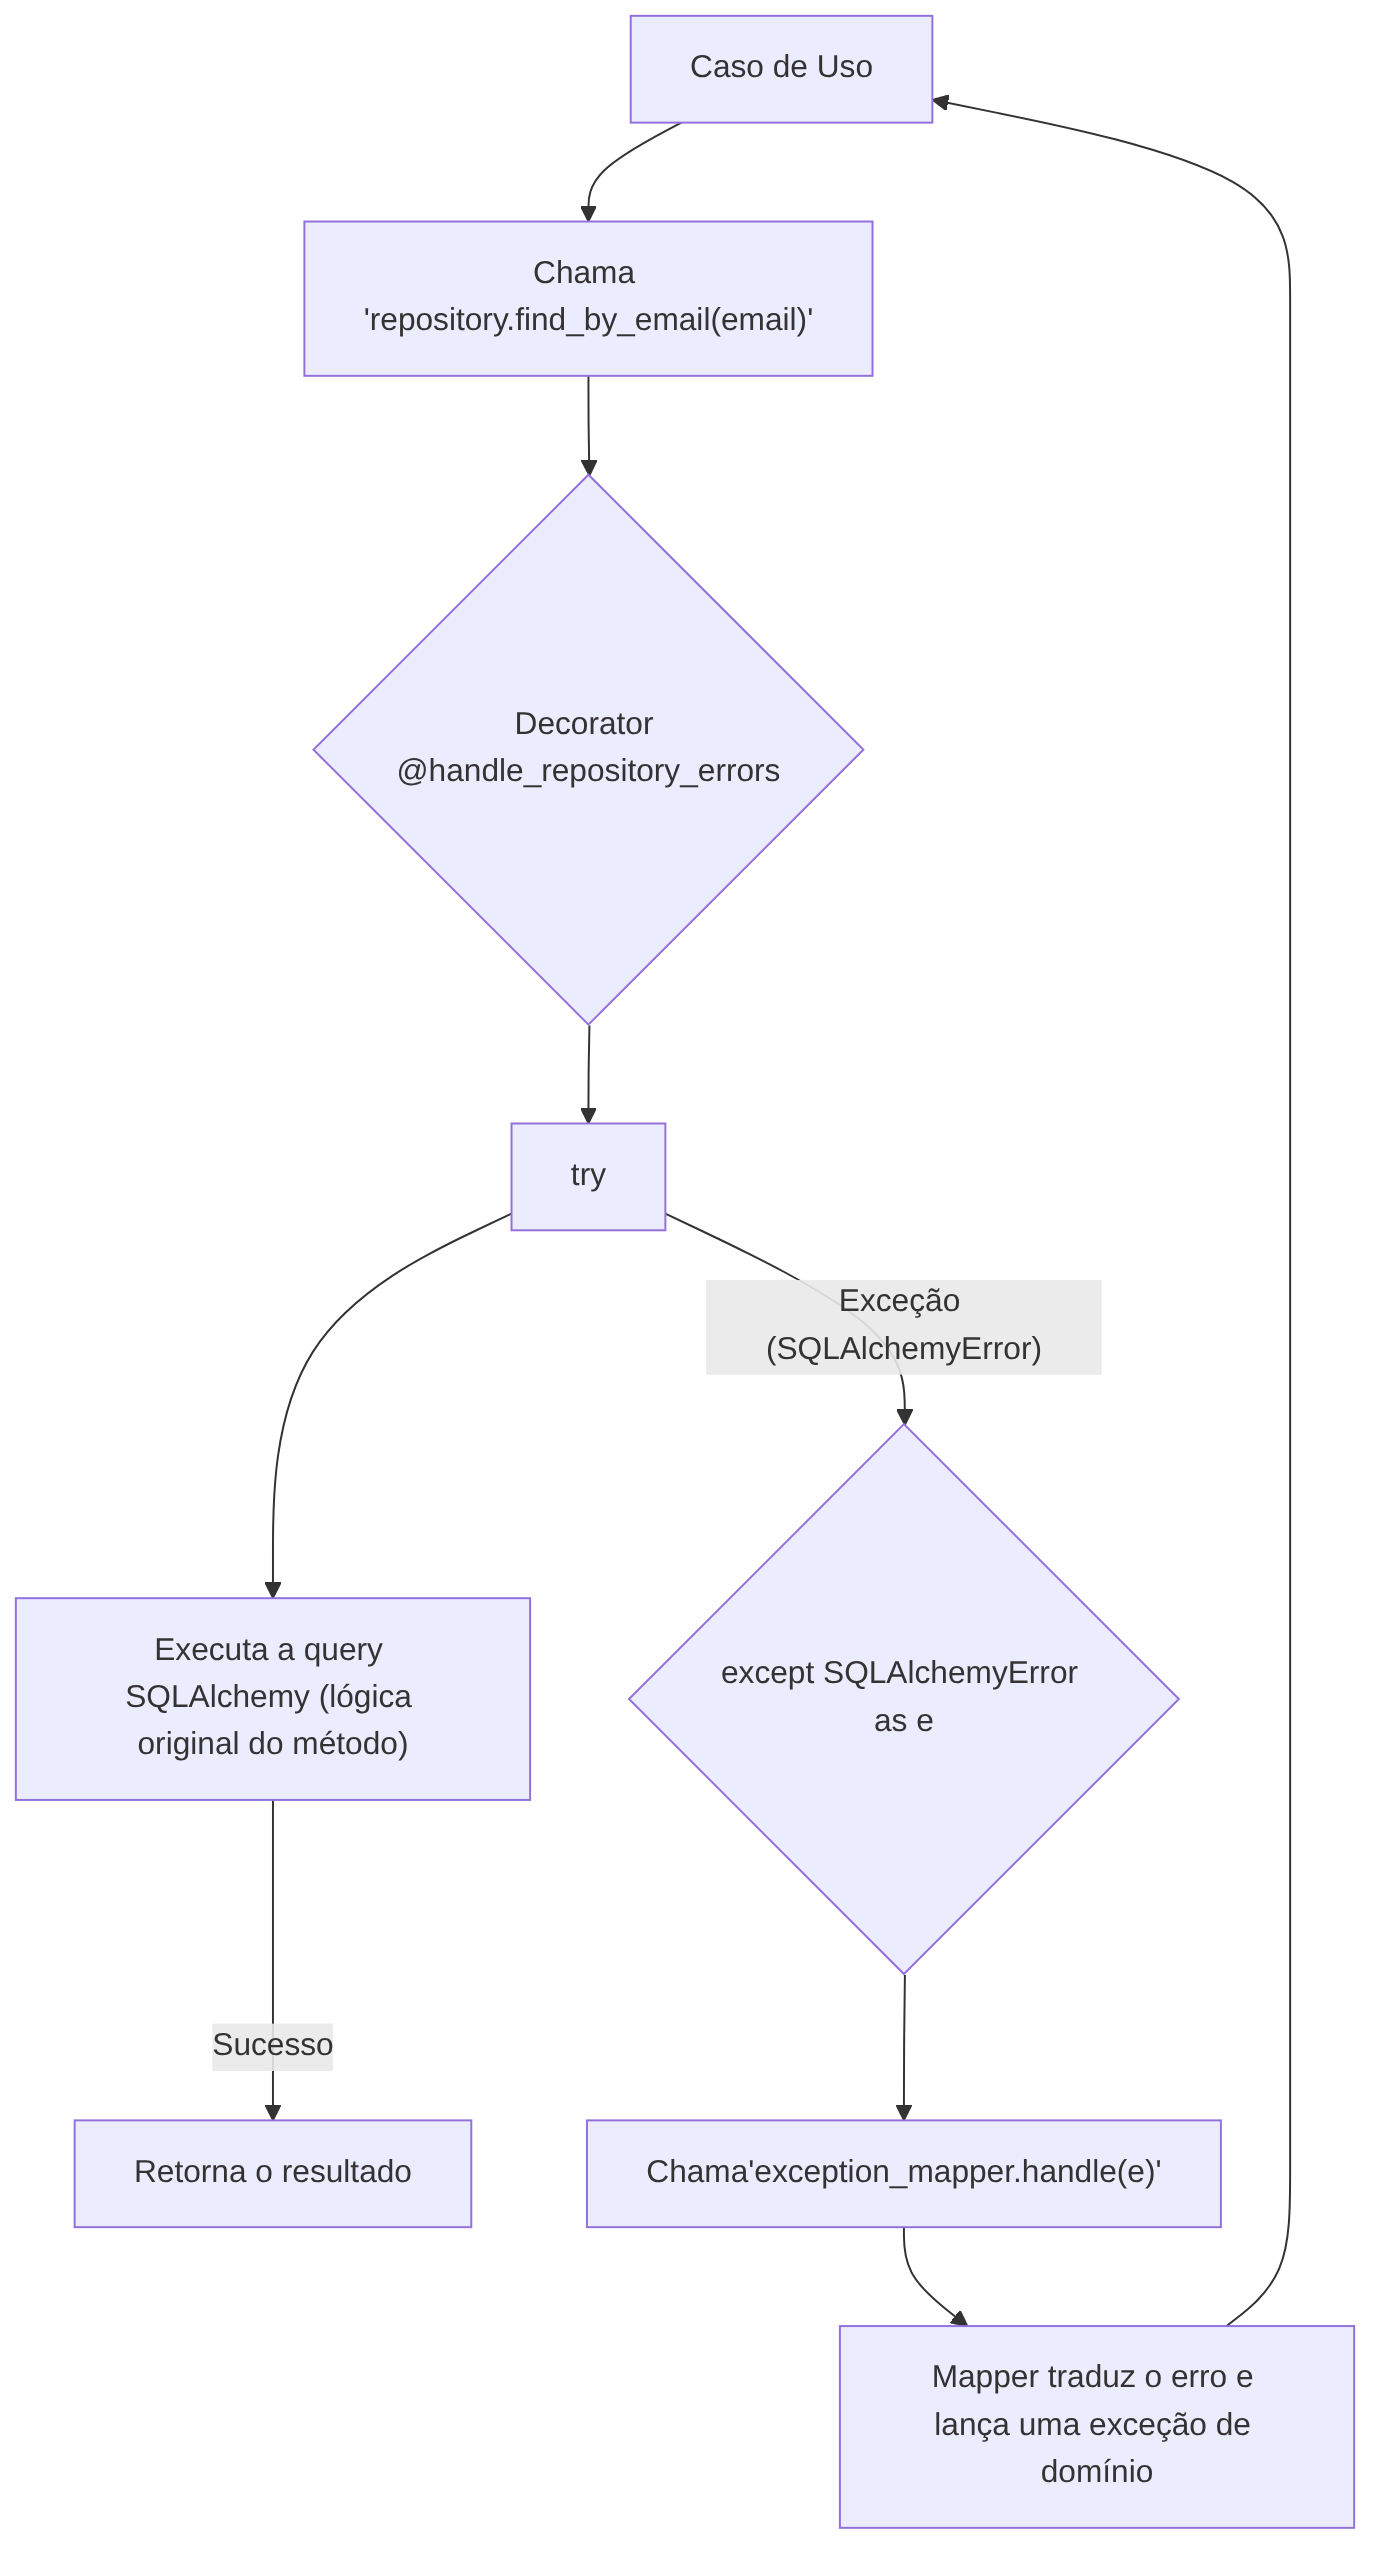 Caso de Uso
Chama
'repository.find_by_email(email)'
Decorator
@handle_repository_errors
try
Exceção
(SQLAlchemyError)
Executa a query
SQLAlchemy (lógica
original do método)
except SQLAlchemyError
as e
Sucesso
Retorna o resultado
Chama'exception_mapper.handle(e)'
Mapper traduz o erro e
lança uma exceção de
domínio